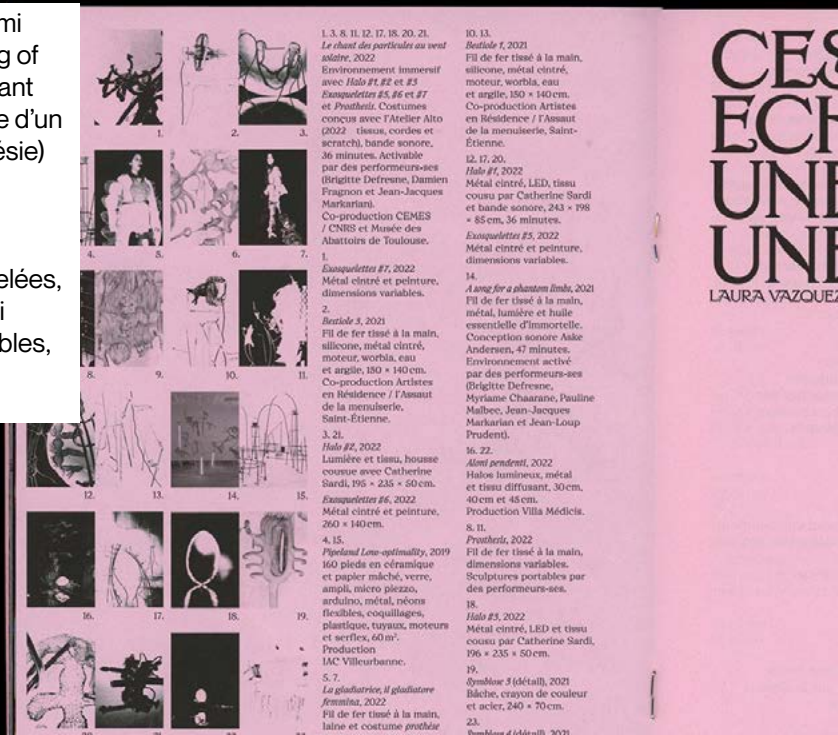 mi
g of
ant
e d’un
ésie)
elées,
i
bles,
1.
2.
3.
4.
5.
6.
7.
8.
9.
10.
11.
12.
13.
14.
15.
16.
17.
18.
19.
1. 3. 8. 11. 12. 17. 18. 20. 21.
Le chant des particules au vent
solaire, 2022
Environnement immersif
avec Halo #1, #2 et #3
Exosquelettes #5, #6 et #7
et Prosthesis. Costumes
conçus avec l’Atelier Alto
(2022 tissus, cordes et
scratch), bande sonore,
36 minutes. Activable
par des performeurs-ses
(Brigitte Defresne, Damien
Fragnon et Jean-Jacques
Markarian).
Co-production CEMES
/ CNRS et Musée des
Abattoirs de Toulouse.
1.
Exosquelettes #7, 2022
Métal cintré et peinture,
dimensions variables.
2.
Bestiole 3, 2021
Fil de fer tissé à la main,
silicone, métal cintré,
moteur, worbla, eau
et argile, 150 × 140 cm.
Co-production Artistes
en Résidence / l’Assaut
de la menuiserie,
Saint-Étienne.
3. 21.
Halo #2, 2022
Lumière et tissu, housse
cousue avec Catherine
Sardi, 195 × 235 × 50 cm.
Exosquelettes #6, 2022
Métal cintré et peinture,
260 × 140 cm.
4. 15.
Pipeland Low-optimality, 2019
160 pieds en céramique
et papier mâché, verre,
ampli, micro piezzo,
arduino, métal, néons
flexibles, coquillages,
plastique, tuyaux, moteurs
et serflex, 60 m².
Production
IAC Villeurbanne.
5. 7.
La gladiatrice, il gladiatore
femmina, 2022
Fil de fer tissé à la main,
laine et costume prothèse
10. 13.
Bestiole 1, 2021
Fil de fer tissé à la main,
silicone, métal cintré,
moteur, worbla, eau
et argile, 150 × 140 cm.
Co-production Artistes
en Résidence / l’Assaut
de la menuiserie, Saint-
Étienne.
12. 17. 20.
Halo #1, 2022
Métal cintré, LED, tissu
cousu par Catherine Sardi
et bande sonore, 243 × 198
× 85 cm, 36 minutes.
Exosquelettes #5, 2022
Métal cintré et peinture,
dimensions variables.
14.
A song for a phantom limbs, 2021
Fil de fer tissé à la main,
métal, lumière et huile
essentielle d’immortelle.
Conception sonore Aske
Andersen, 47 minutes.
Environnement activé
par des performeurs-ses
(Brigitte Defresne,
Myriame Chaarane, Pauline
Malbec, Jean-Jacques
Markarian et Jean-Loup
Prudent).
16. 22.
Aloni pendenti, 2022
Halos lumineux, métal
et tissu diffusant, 30 cm,
40 cm et 45 cm.
Production Villa Médicis.
8. 11.
Prosthesis, 2022
Fil de fer tissé à la main,
dimensions variables.
Sculptures portables par
des performeurs-ses.
18.
Halo #3, 2022
Métal cintré, LED et tissu
cousu par Catherine Sardi,
196 × 235 × 50 cm.
19.
Symbiose 3 (détail), 2021
Bâche, crayon de couleur
et acier, 240 × 70 cm.
23.
Symbiose 4 (détail), 2021
CES
ECR
UNE
UNE
LAURA VAZQUEZ